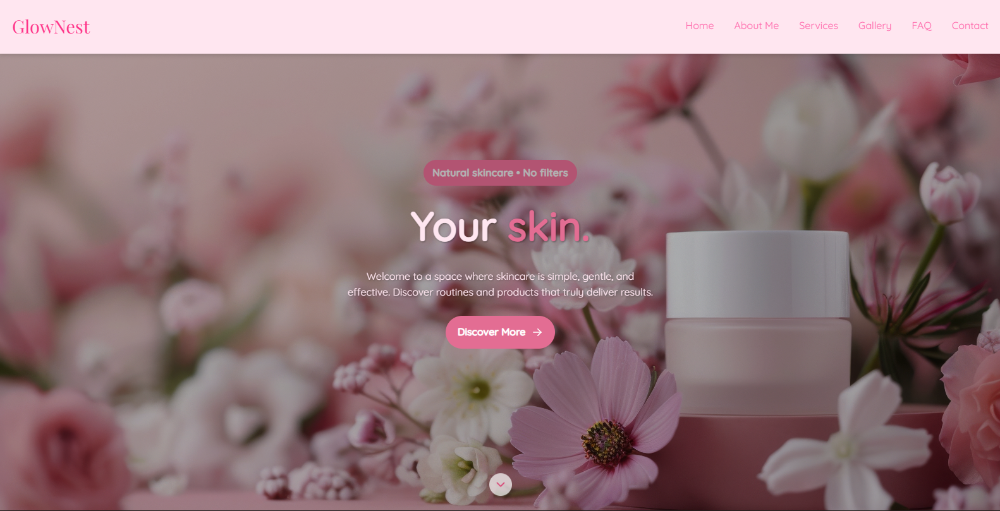 GlowNest
Home About Me Services Gallery FAQ Contact
Natural skincare • No filters
Your skin.
Welcome to a space where skincare is simple, gentle, and
effective. Discover routines and products that truly deliver results.
Discover More →